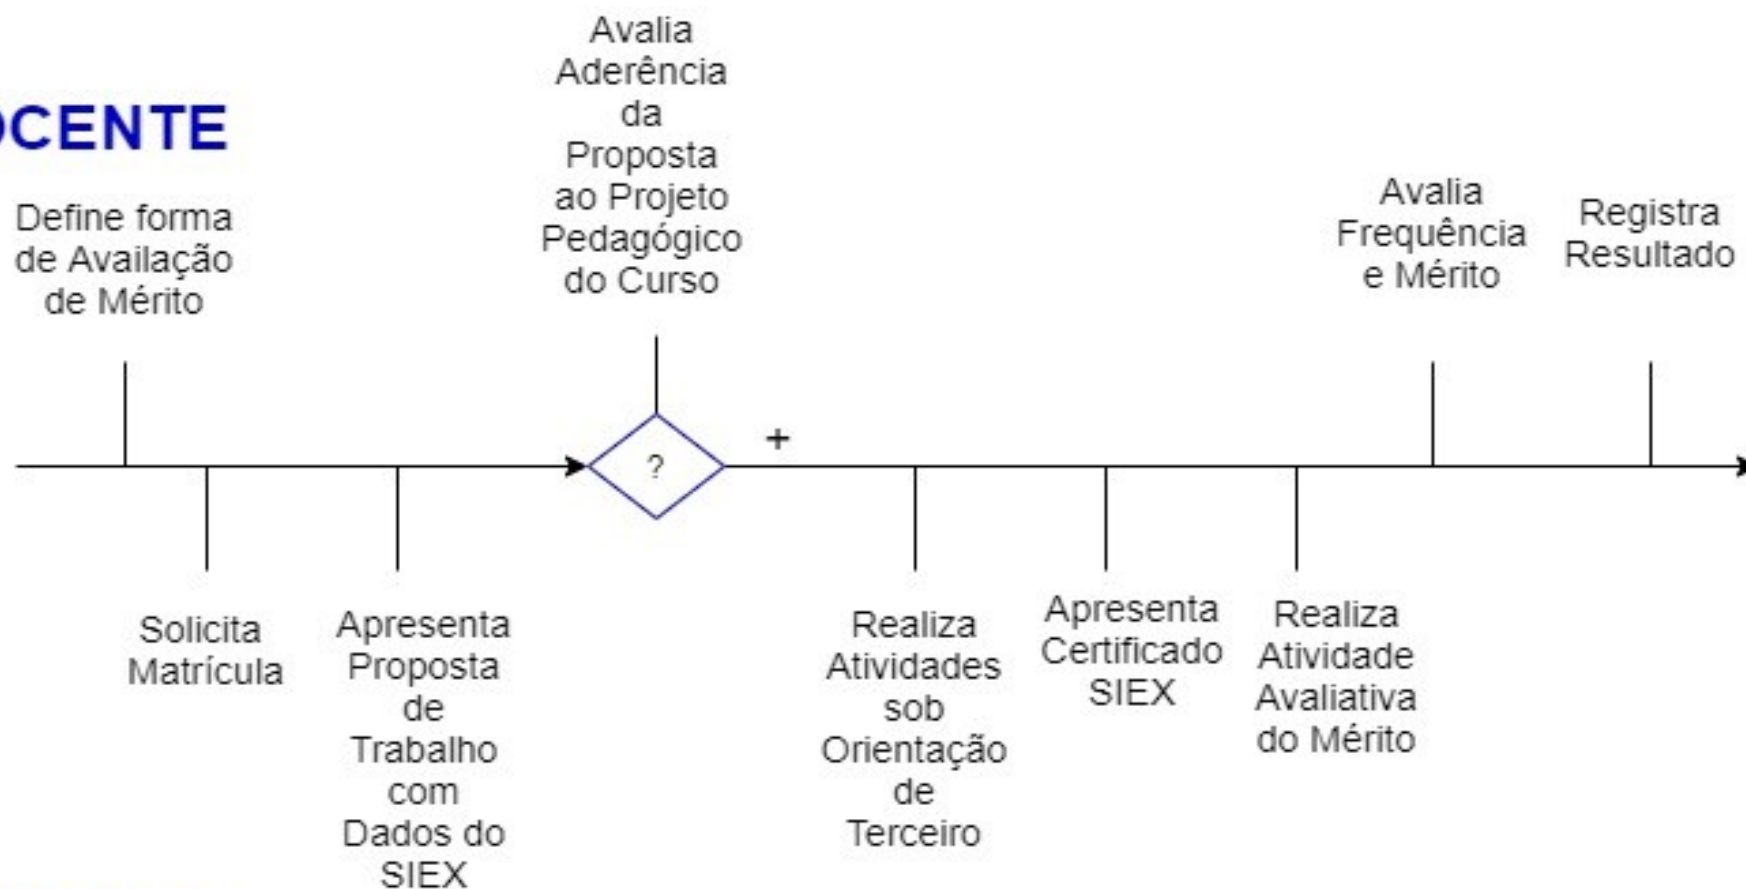 Avalia
Aderência
da
Proposta
ao Projeto
Pedagógico
do Curso
OCENTE
Define forma
de Availação
de Mérito
Avalia
Frequência
e Mérito
Registra
Resultado
+
?
Solicita
Matrícula
Apresenta
Proposta
de
Trabalho
com
Dados do
SIEX
Realiza
Atividades
sob
Orientação
de
Terceiro
Apresenta
Certificado
SIEX
Realiza
Atividade
Avaliativa
do Mérito